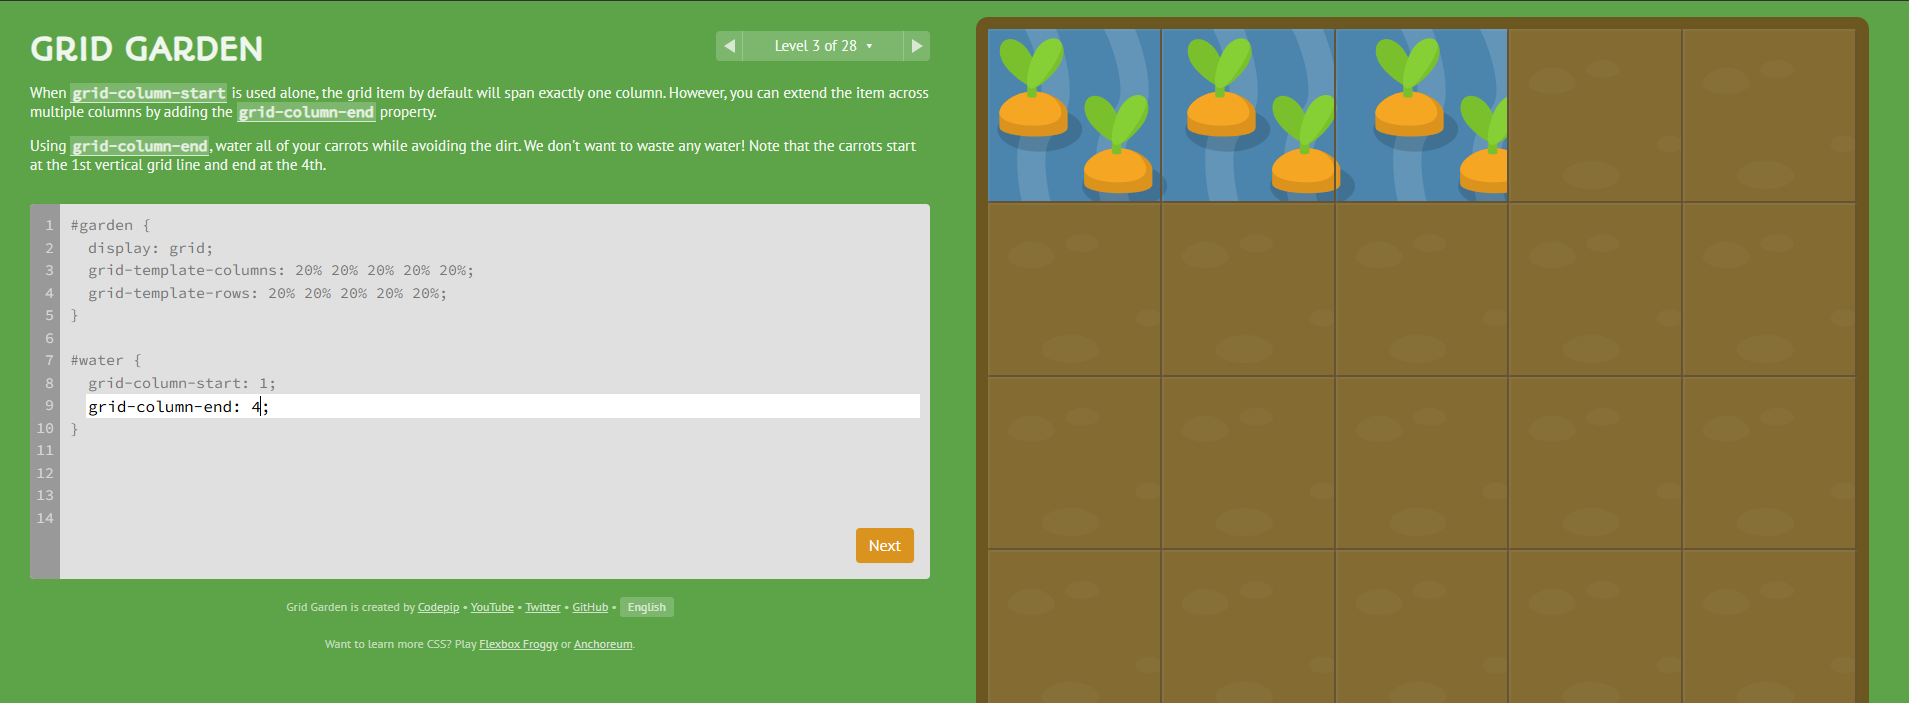 GRID GARDEN
Level 3 of 28
When grid-column-start is used alone, the grid item by default will span exactly one column. However, you can extend the item across
multiple columns by adding the grid-column-end property.
Using grid-column-end, water all of your carrots while avoiding the dirt. We don't want to waste any water! Note that the carrots start
at the 1st vertical grid line and end at the 4th.
1 #garden {
2 display: grid;
3 grid-template-columns: 20% 20% 20% 20% 20%;
4 grid-template-rows: 20% 20% 20% 20% 20%;
5 }
6
7 #water {
8 grid-column-start: 1;
9 grid-column-end: 4;
10 }
11
12
13
14
Next
Grid Garden is created by Codepip • YouTube • Twitter • GitHub • English
Want to learn more CSS? Play Flexbox Froggy or Anchoreum.